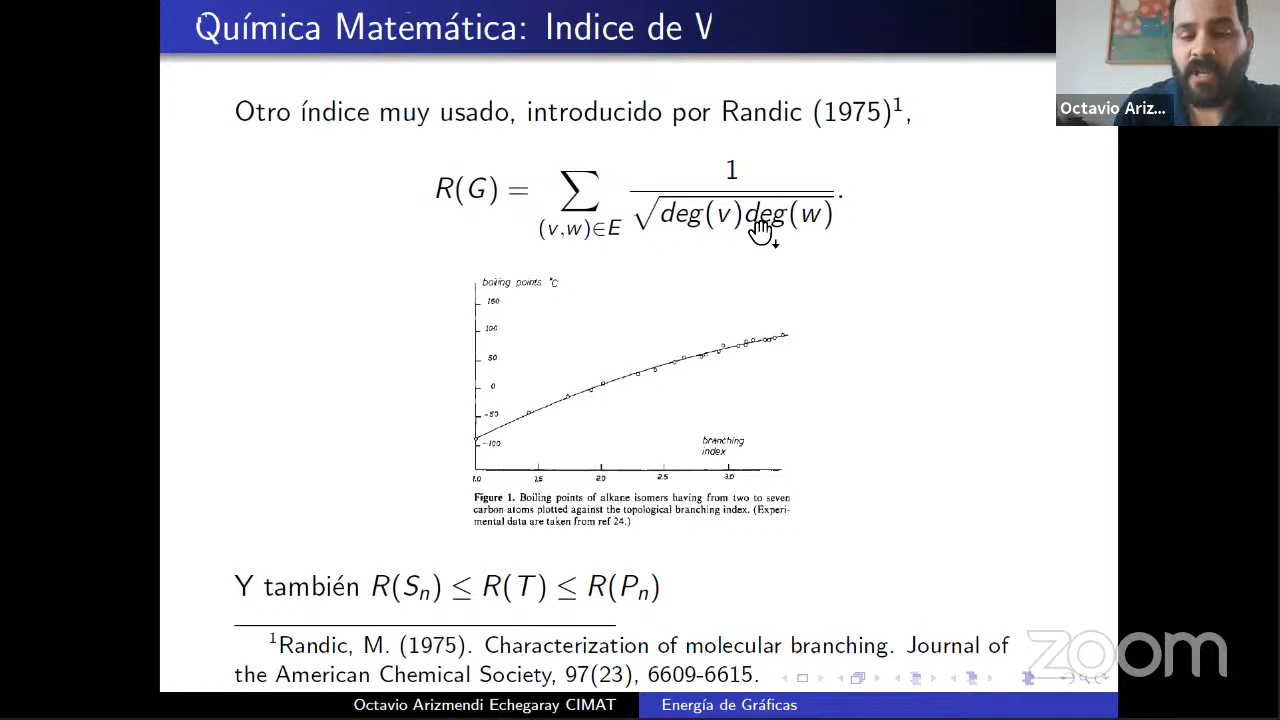 Química Matemática: Indice de V
Octavio Ariz...
Otro índice muy usado, introducido por Randic (1975)¹,
R(G) = ∑_{(v,w)∈E} 1 / √(deg(v)deg(w)).
boiling points °C
150
100
50
0
-50
-100
branching
index
1.0 1.5 2.0 2.5 3.0
Figure 1. Boiling points of alkane isomers having from two to seven
carbon atoms plotted against the topological branching index. (Experi-
mental data are taken from ref 24.)
Y también R(Sₙ) ≤ R(T) ≤ R(Pₙ)
¹Randic, M. (1975). Characterization of molecular branching. Journal of
the American Chemical Society, 97(23), 6609-6615.
zoom
Octavio Arizmendi Echegaray CIMAT Energía de Gráficas